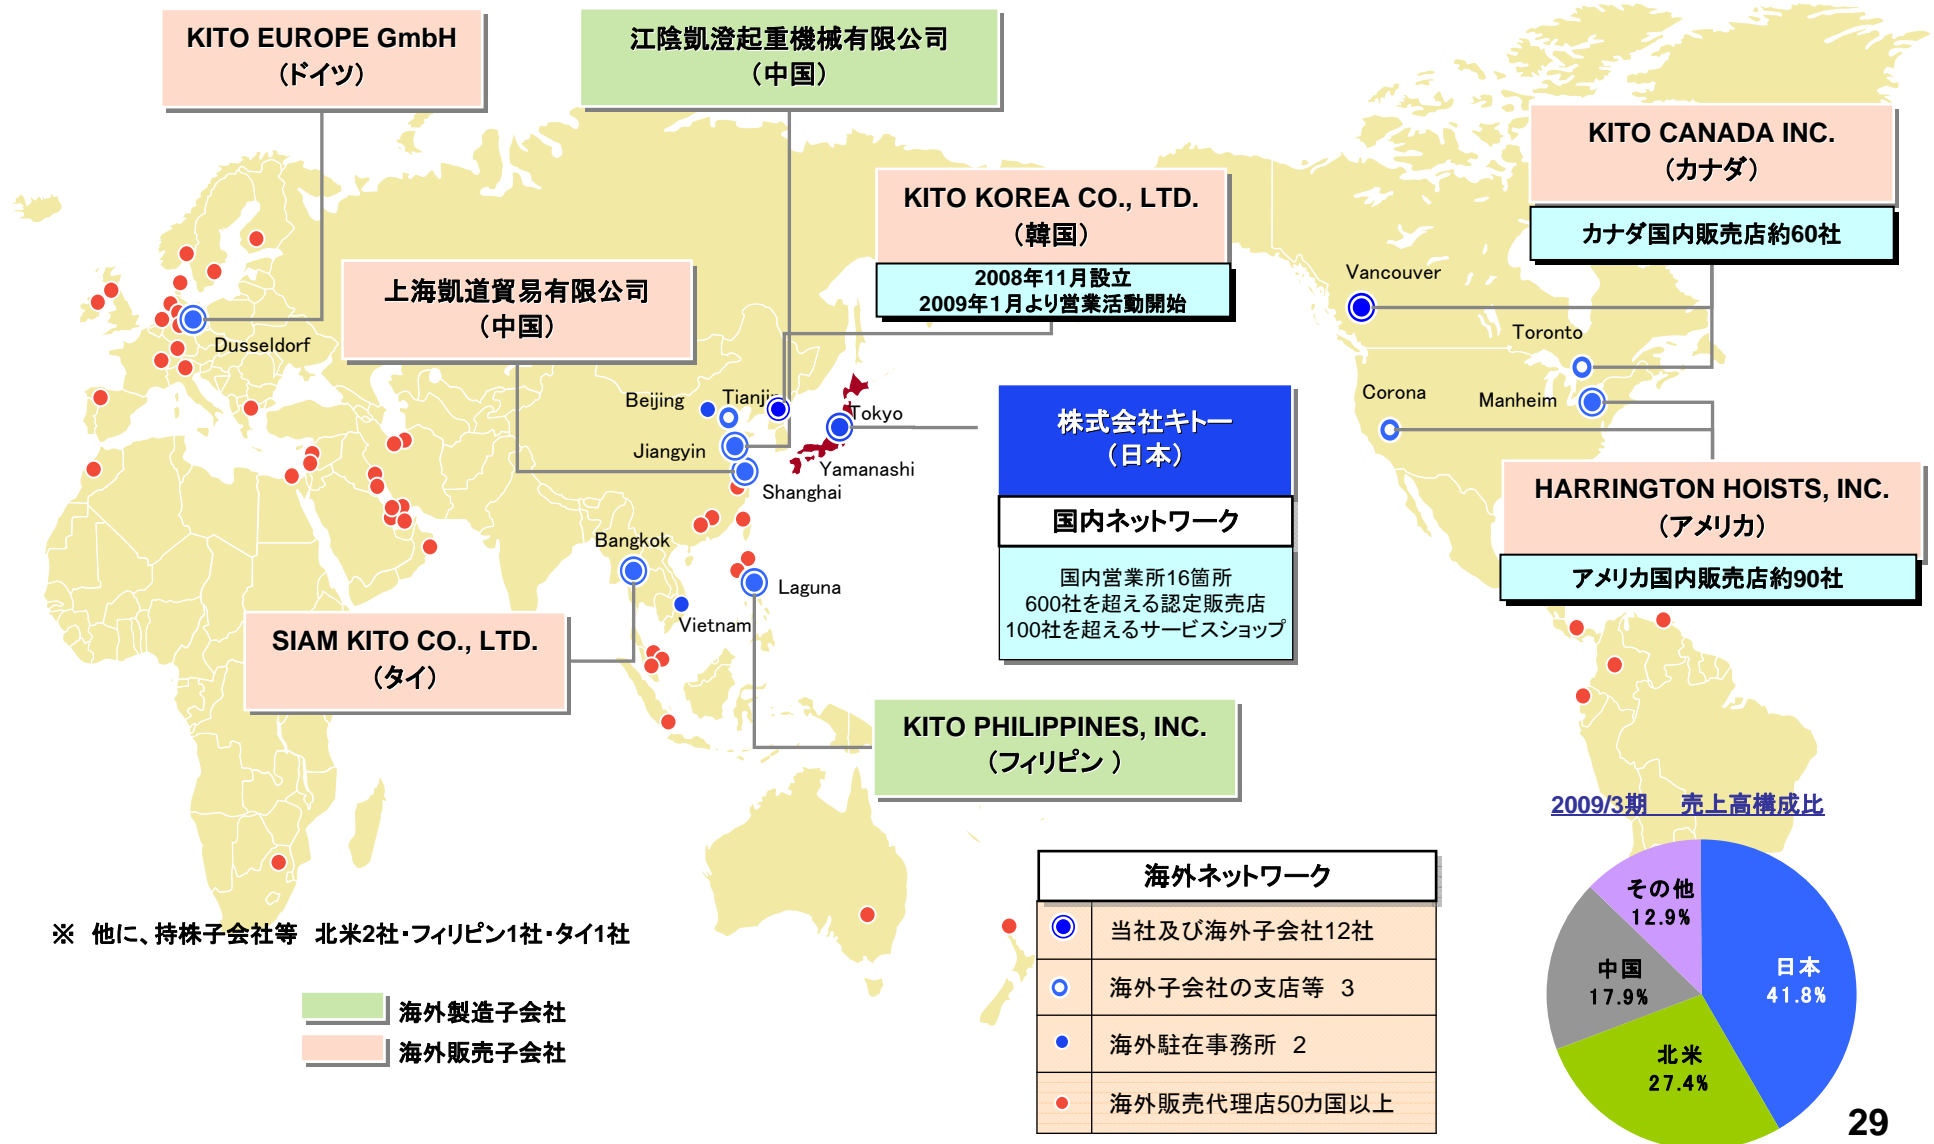 KITO EUROPE GmbH
(ドイツ)
江陰凱澄起重機械有限公司
(中国)
KITO CANADA INC.
(カナダ)
カナダ国内販売店約60社
KITO KOREA CO., LTD.
(韓国)
2008年11月設立
2009年1月より営業活動開始
上海凱道貿易有限公司
(中国)
Vancouver
Toronto
Corona
Manheim
Dusseldorf
Beijing
Tianjin
Tokyo
Jiangyin
Yamanashi
Shanghai
Bangkok
Laguna
Vietnam
株式会社キトー
(日本)
国内ネットワーク
国内営業所16箇所
600社を超える認定販売店
100社を超えるサービスショップ
HARRINGTON HOISTS, INC.
(アメリカ)
アメリカ国内販売店約90社
SIAM KITO CO., LTD.
(タイ)
KITO PHILIPPINES, INC.
(フィリピン )
2009/3期 売上高構成比
その他
12.9%
中国
17.9%
日本
41.8%
北米
27.4%
海外ネットワーク
当社及び海外子会社12社
海外子会社の支店等 3
海外駐在事務所 2
海外販売代理店50カ国以上
※ 他に、持株子会社等 北米2社・フィリピン1社・タイ1社
海外製造子会社
海外販売子会社
29